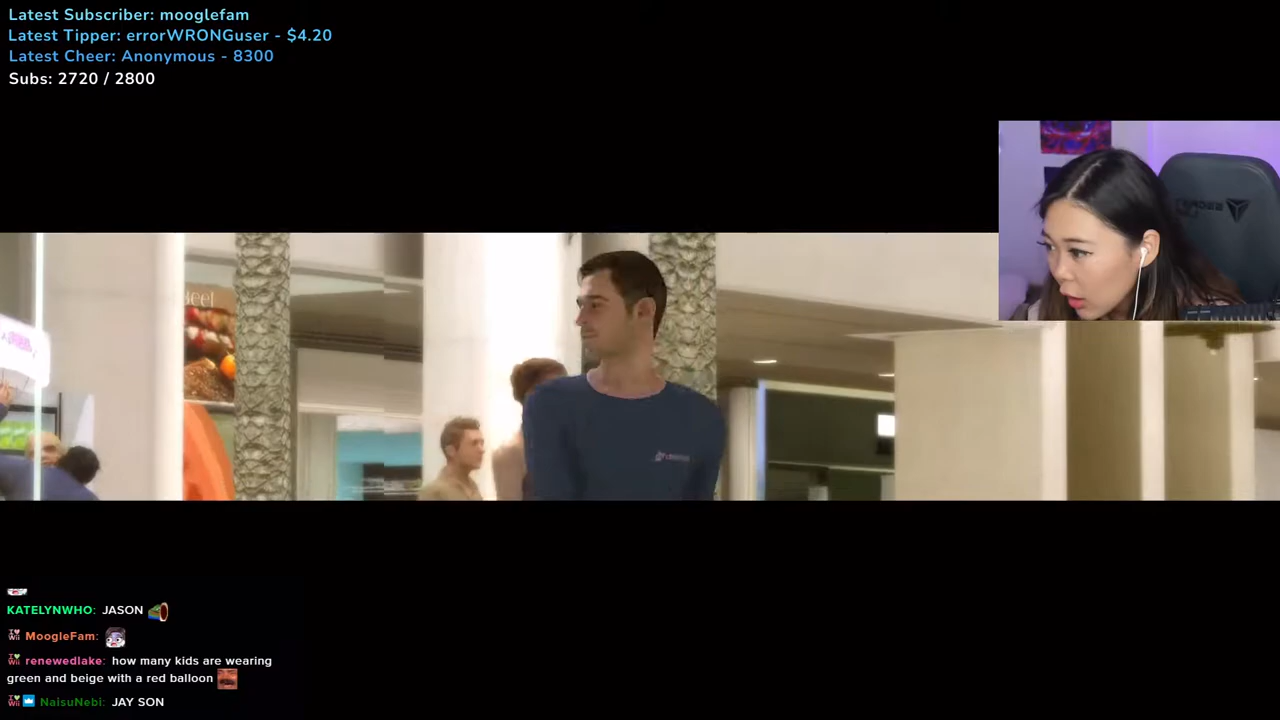 Latest Subscriber: mooglefam
Latest Tipper: errorWRONGuser - $4.20
Latest Cheer: Anonymous - 8300
Subs: 2720 / 2800
KATELYNWHO: JASON
MoogleFam:
renewedlake: how many kids are wearing
green and beige with a red balloon
NaisuNebi: JAY SON